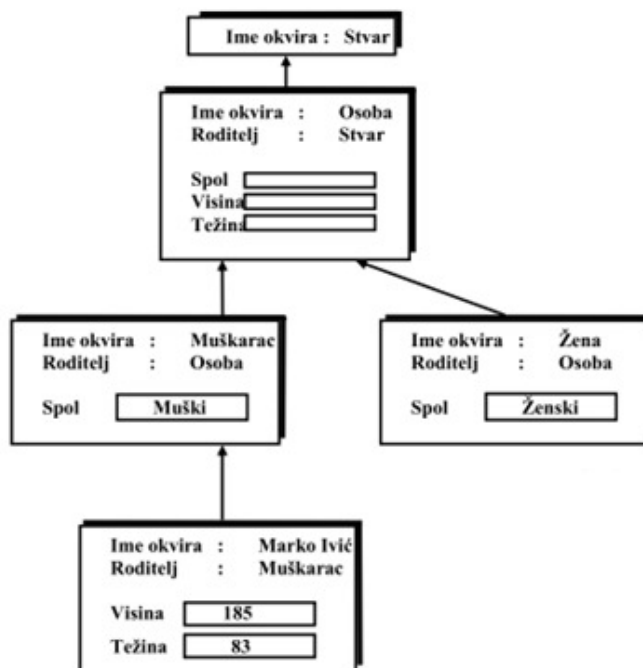 Ime okvira : Stvar
Ime okvira : Osoba
Roditelj : Stvar
Spol
Visina
Težina
Ime okvira : Muškarac
Roditelj : Osoba
Spol Muški
Ime okvira : Žena
Roditelj : Osoba
Spol Ženski
Ime okvira : Marko Ivić
Roditelj : Muškarac
Visina 185
Težina 83